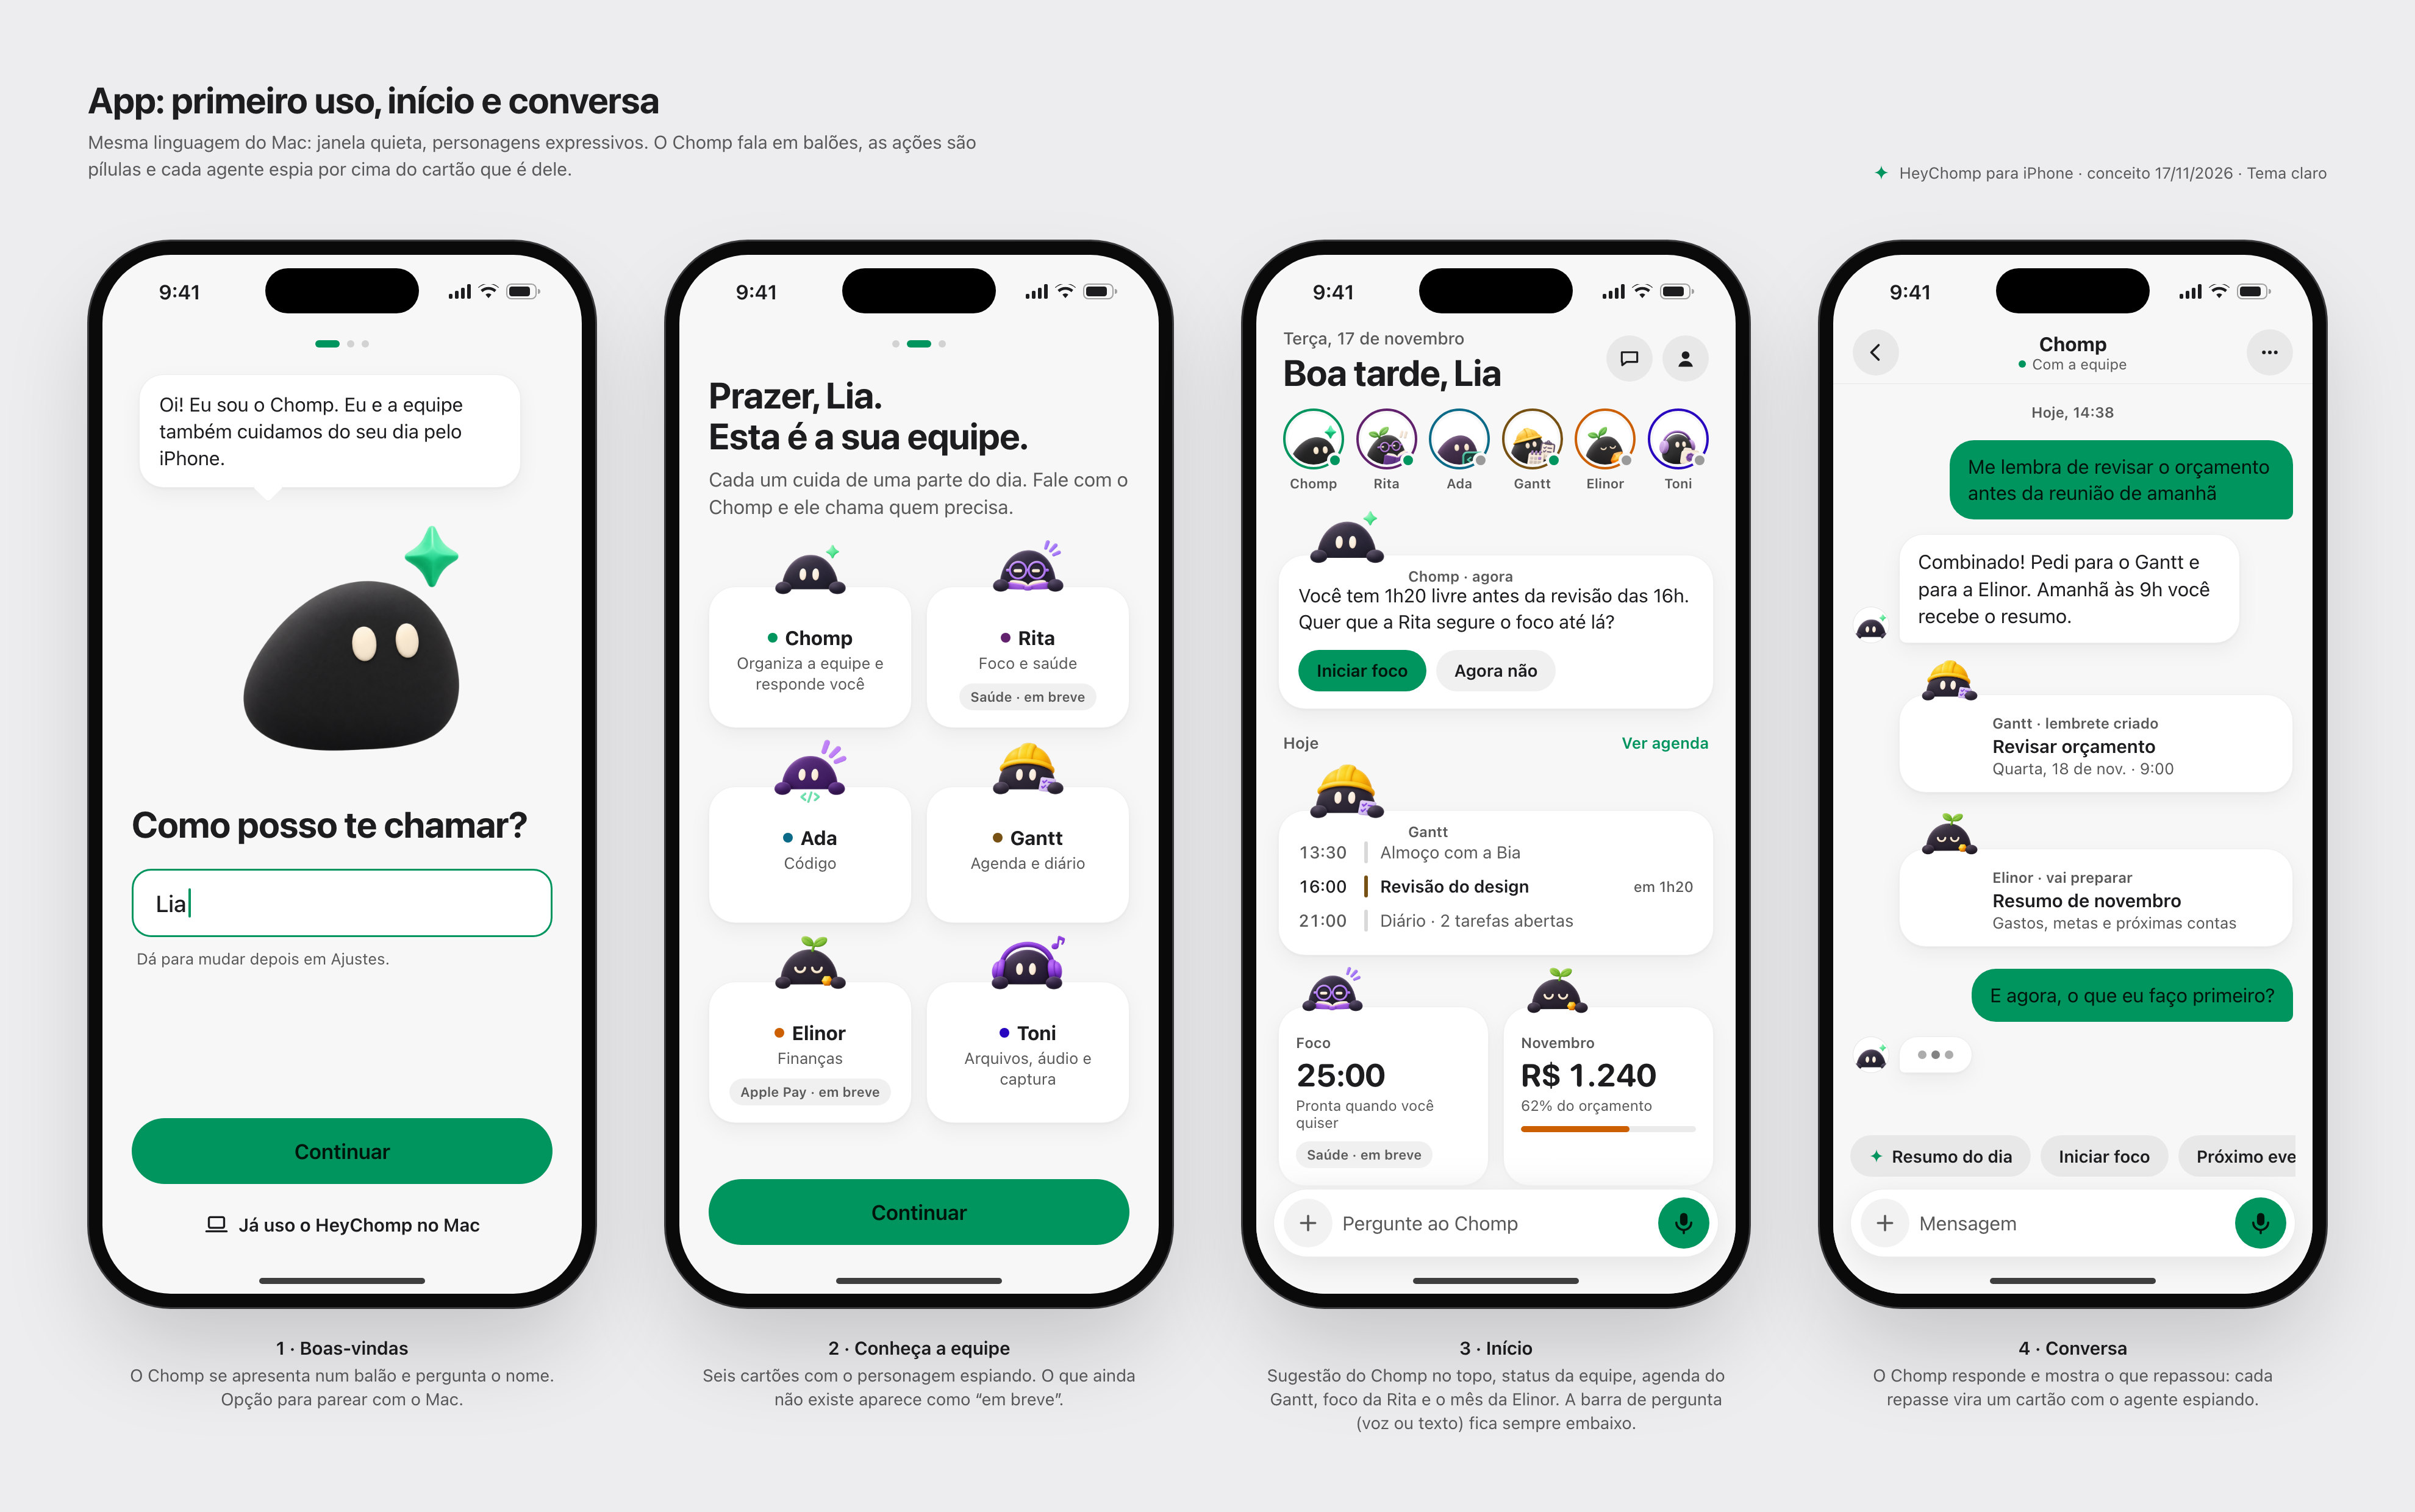 App: primeiro uso, início e conversa
Mesma linguagem do Mac: janela quieta, personagens expressivos. O Chomp fala em balões, as ações são
pílulas e cada agente espia por cima do cartão que é dele.
HeyChomp para iPhone · conceito 17/11/2026 · Tema claro
9:41
Oi! Eu sou o Chomp. Eu e a equipe
também cuidamos do seu dia pelo
iPhone.
Como posso te chamar?
Lia
Dá para mudar depois em Ajustes.
Continuar
Já uso o HeyChomp no Mac
1 · Boas-vindas
O Chomp se apresenta num balão e pergunta o nome.
Opção para parear com o Mac.
9:41
Prazer, Lia.
Esta é a sua equipe.
Cada um cuida de uma parte do dia. Fale com o
Chomp e ele chama quem precisa.
Chomp
Organiza a equipe e
responde você
Rita
Foco e saúde
Saúde · em breve
</>
Ada
Código
Gantt
Agenda e diário
Elinor
Finanças
Apple Pay · em breve
Toni
Arquivos, áudio e
captura
Continuar
2 · Conheça a equipe
Seis cartões com o personagem espiando. O que ainda
não existe aparece como “em breve”.
9:41
Terça, 17 de novembro
Boa tarde, Lia
Chomp
Rita
Ada
Gantt
Elinor
Toni
Chomp · agora
Você tem 1h20 livre antes da revisão das 16h.
Quer que a Rita segure o foco até lá?
Iniciar foco
Agora não
Hoje
Ver agenda
Gantt
13:30 Almoço com a Bia
16:00 Revisão do design em 1h20
21:00 Diário · 2 tarefas abertas
Foco
25:00
Pronta quando você
quiser
Saúde · em breve
Novembro
R$ 1.240
62% do orçamento
Pergunte ao Chomp
3 · Início
Sugestão do Chomp no topo, status da equipe, agenda do
Gantt, foco da Rita e o mês da Elinor. A barra de pergunta
(voz ou texto) fica sempre embaixo.
9:41
Chomp
Com a equipe
Hoje, 14:38
Me lembra de revisar o orçamento
antes da reunião de amanhã
Combinado! Pedi para o Gantt e
para a Elinor. Amanhã às 9h você
recebe o resumo.
Gantt · lembrete criado
Revisar orçamento
Quarta, 18 de nov. · 9:00
Elinor · vai preparar
Resumo de novembro
Gastos, metas e próximas contas
E agora, o que eu faço primeiro?
Resumo do dia
Iniciar foco
Próximo eve
Mensagem
4 · Conversa
O Chomp responde e mostra o que repassou: cada
repasse vira um cartão com o agente espiando.